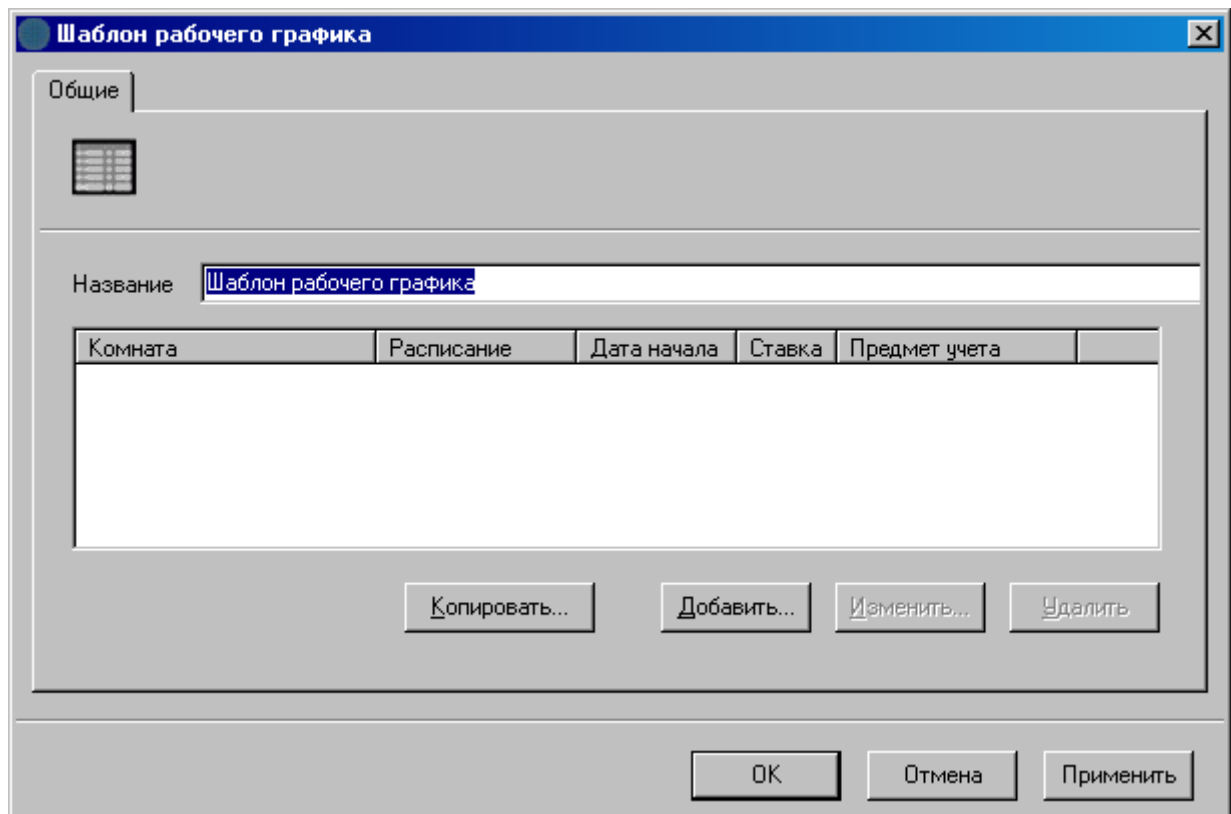 Шаблон рабочего графика
Общие
Название Шаблон рабочего графика
Комната Расписание Дата начала Ставка Предмет учета
Копировать... Добавить... Изменить... Удалить
OK Отмена Применить